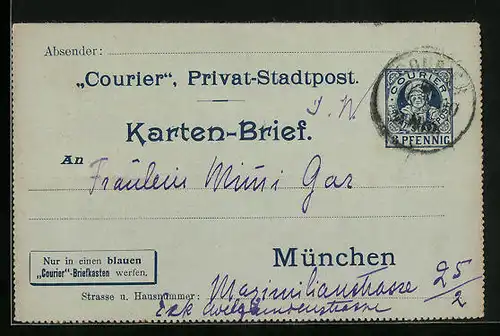 Absender:
„Courier“, Privat-Stadtpost.
COURIER
3 PFENNIG
Karten-Brief.
An
Fräulein Mimi Gar
Nur in einen blauen
„Courier“-Briefkasten werfen.
München
Strasse u. Hausnummer: Maximilianstrasse 25/2